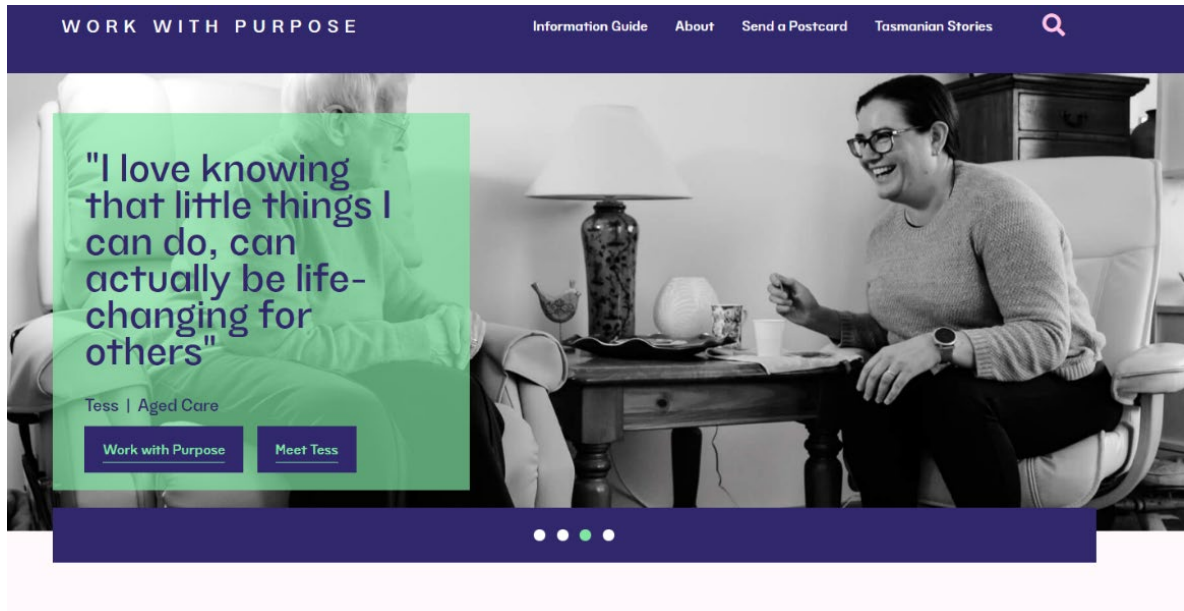 WORK WITH PURPOSE
Information Guide
About
Send a Postcard
Tasmanian Stories
"I love knowing
that little things I
can do, can
actually be life-
changing for
others"
Tess | Aged Care
Work with Purpose
Meet Tess